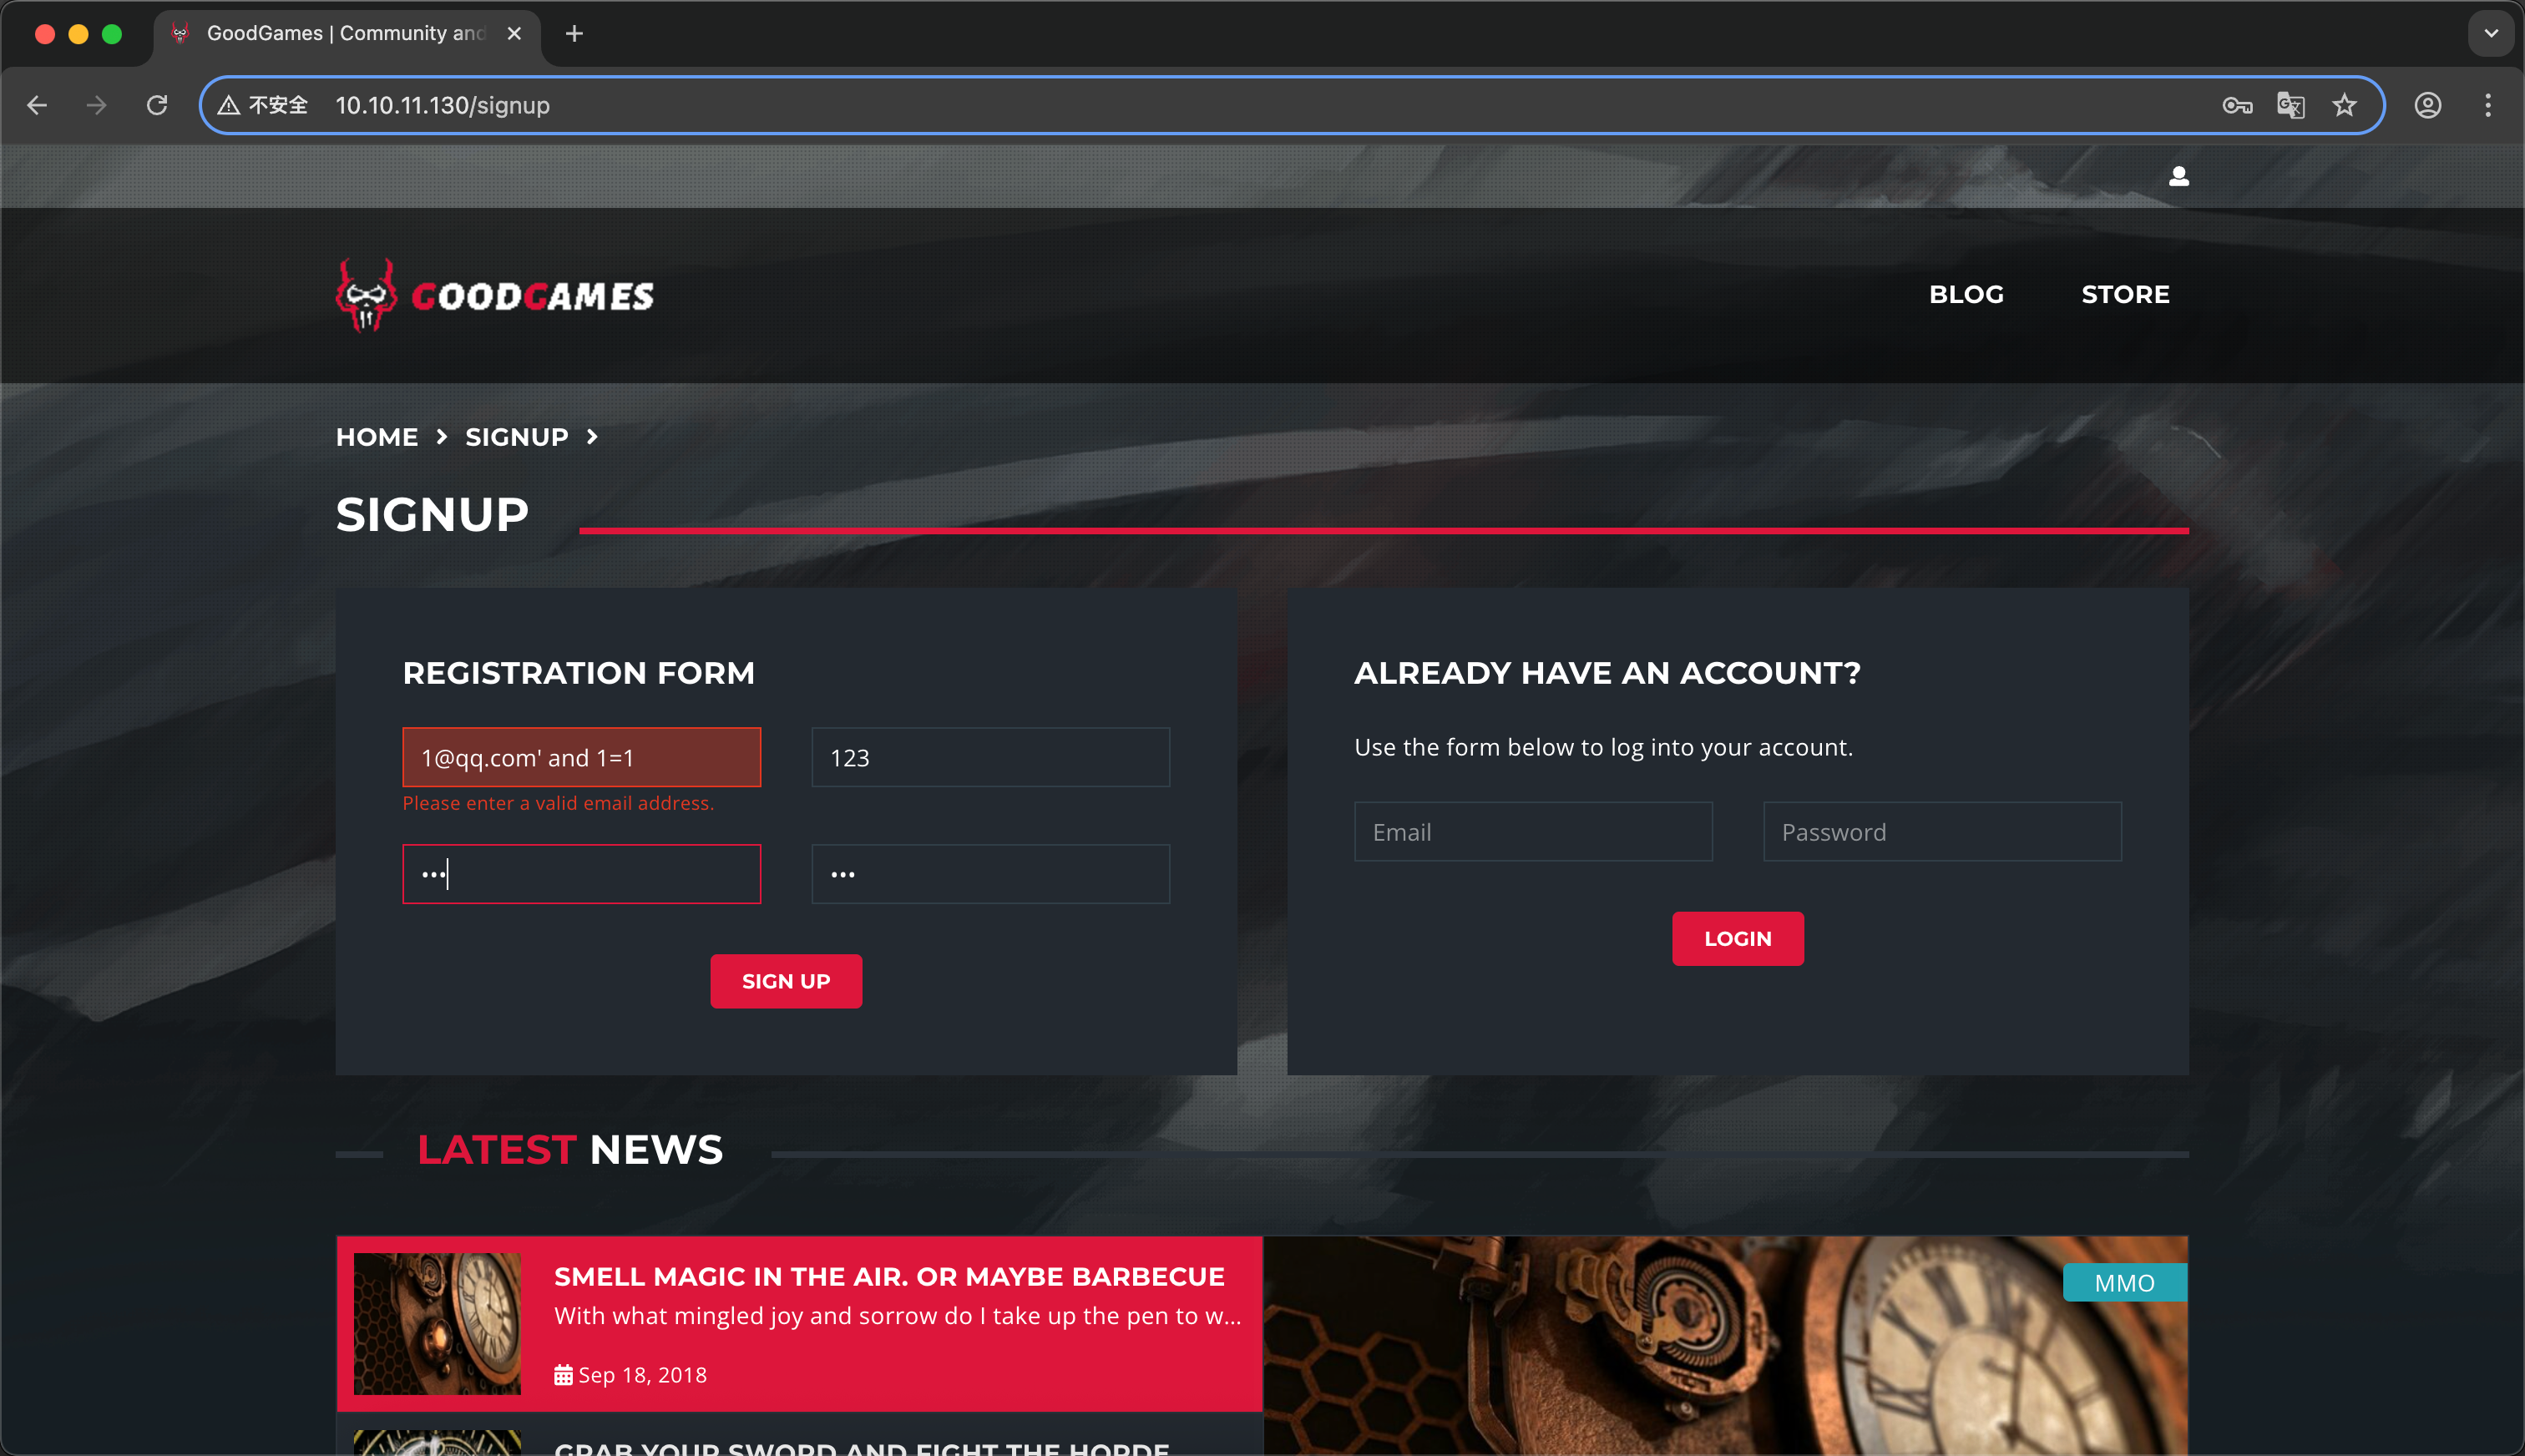 GoodGames | Community and
不安全 10.10.11.130/signup
GOODGAMES
BLOG STORE
HOME SIGNUP
SIGNUP
REGISTRATION FORM
1@qq.com' and 1=1
123
Please enter a valid email address.
•••
•••
SIGN UP
ALREADY HAVE AN ACCOUNT?
Use the form below to log into your account.
Email
Password
LOGIN
LATEST NEWS
SMELL MAGIC IN THE AIR. OR MAYBE BARBECUE
With what mingled joy and sorrow do I take up the pen to w...
Sep 18, 2018
MMO
GRAB YOUR SWORD AND FIGHT THE HORDE